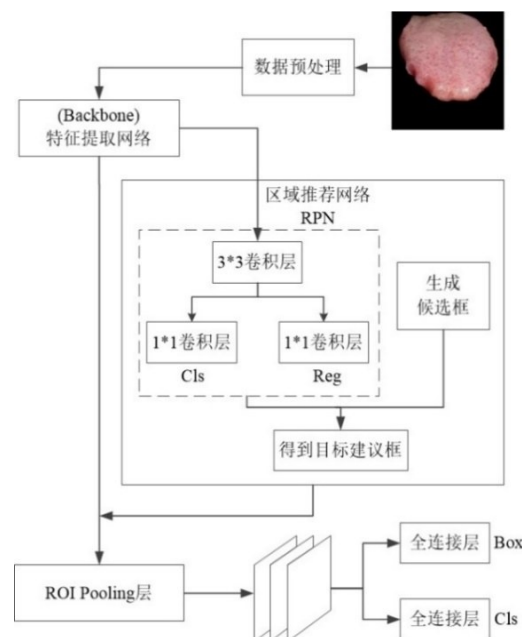 数据预处理
(Backbone)
特征提取网络
区域推荐网络
RPN
3*3卷积层
生成
候选框
1*1卷积层
1*1卷积层
Cls
Reg
得到目标建议框
全连接层
Box
ROI Pooling层
全连接层
Cls